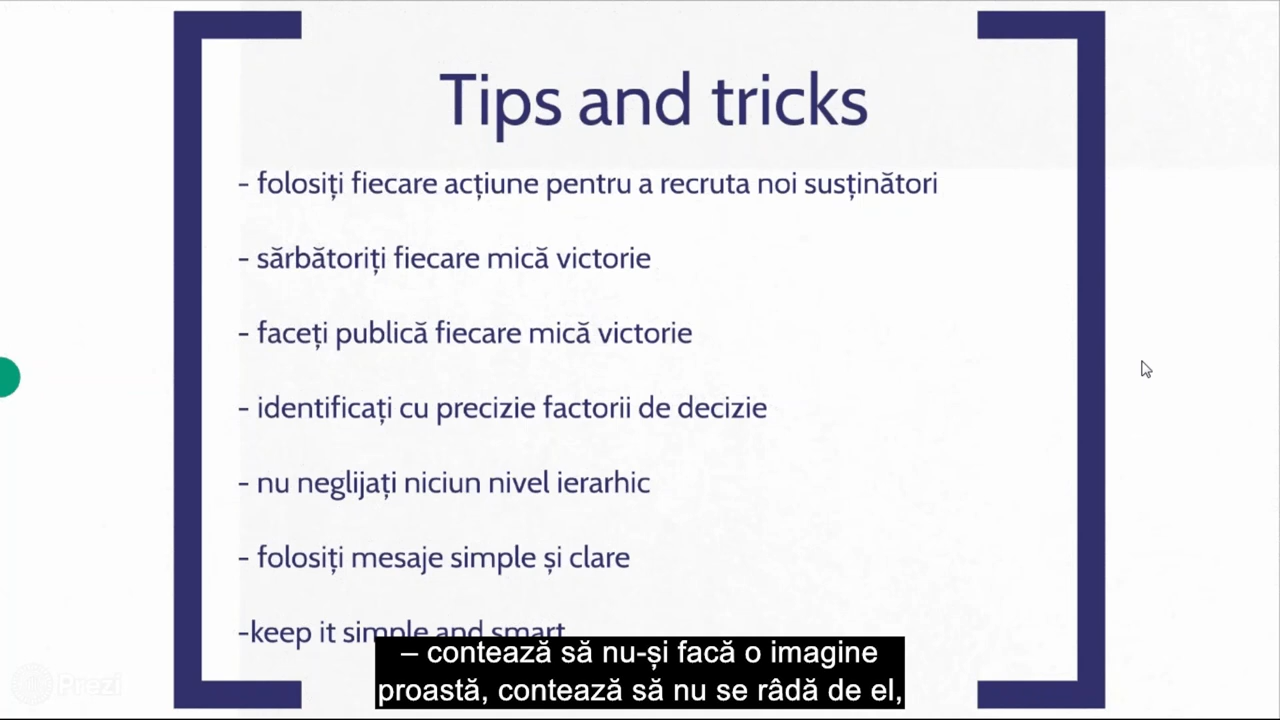 Tips and tricks
- folosiți fiecare acțiune pentru a recruta noi susținători
- sărbătoriți fiecare mică victorie
- faceți publică fiecare mică victorie
- identificați cu precizie factorii de decizie
- nu neglijați niciun nivel ierarhic
- folosiți mesaje simple și clare
-keep it simple and smart
– contează să nu-și facă o imagine
proastă, contează să nu se râdă de el,
Prezi